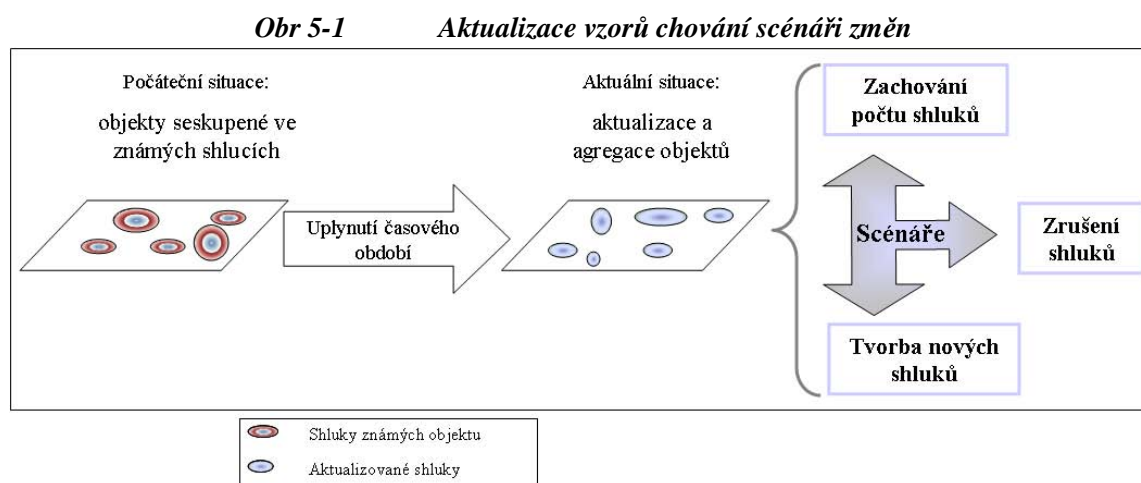 Obr 5-1 Aktualizace vzorů chování scénáři změn
Počáteční situace:
objekty seskupené ve
známých shlucích
Uplynutí časového
období
Aktuální situace:
aktualizace a
agregace objektů
Zachování
počtu shluků
Scénáře
Zrušení
shluků
Tvorba nových
shluků
Shluky známých objektu
Aktualizované shluky